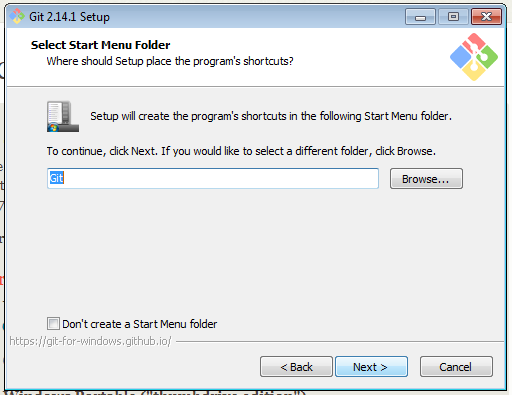 Git 2.14.1 Setup
Select Start Menu Folder
Where should Setup place the program's shortcuts?
Setup will create the program's shortcuts in the following Start Menu folder.
To continue, click Next. If you would like to select a different folder, click Browse.
Git
Browse...
Don't create a Start Menu folder
https://git-for-windows.github.io/
< Back
Next >
Cancel
Windows Portable ("thumbdrive edition")